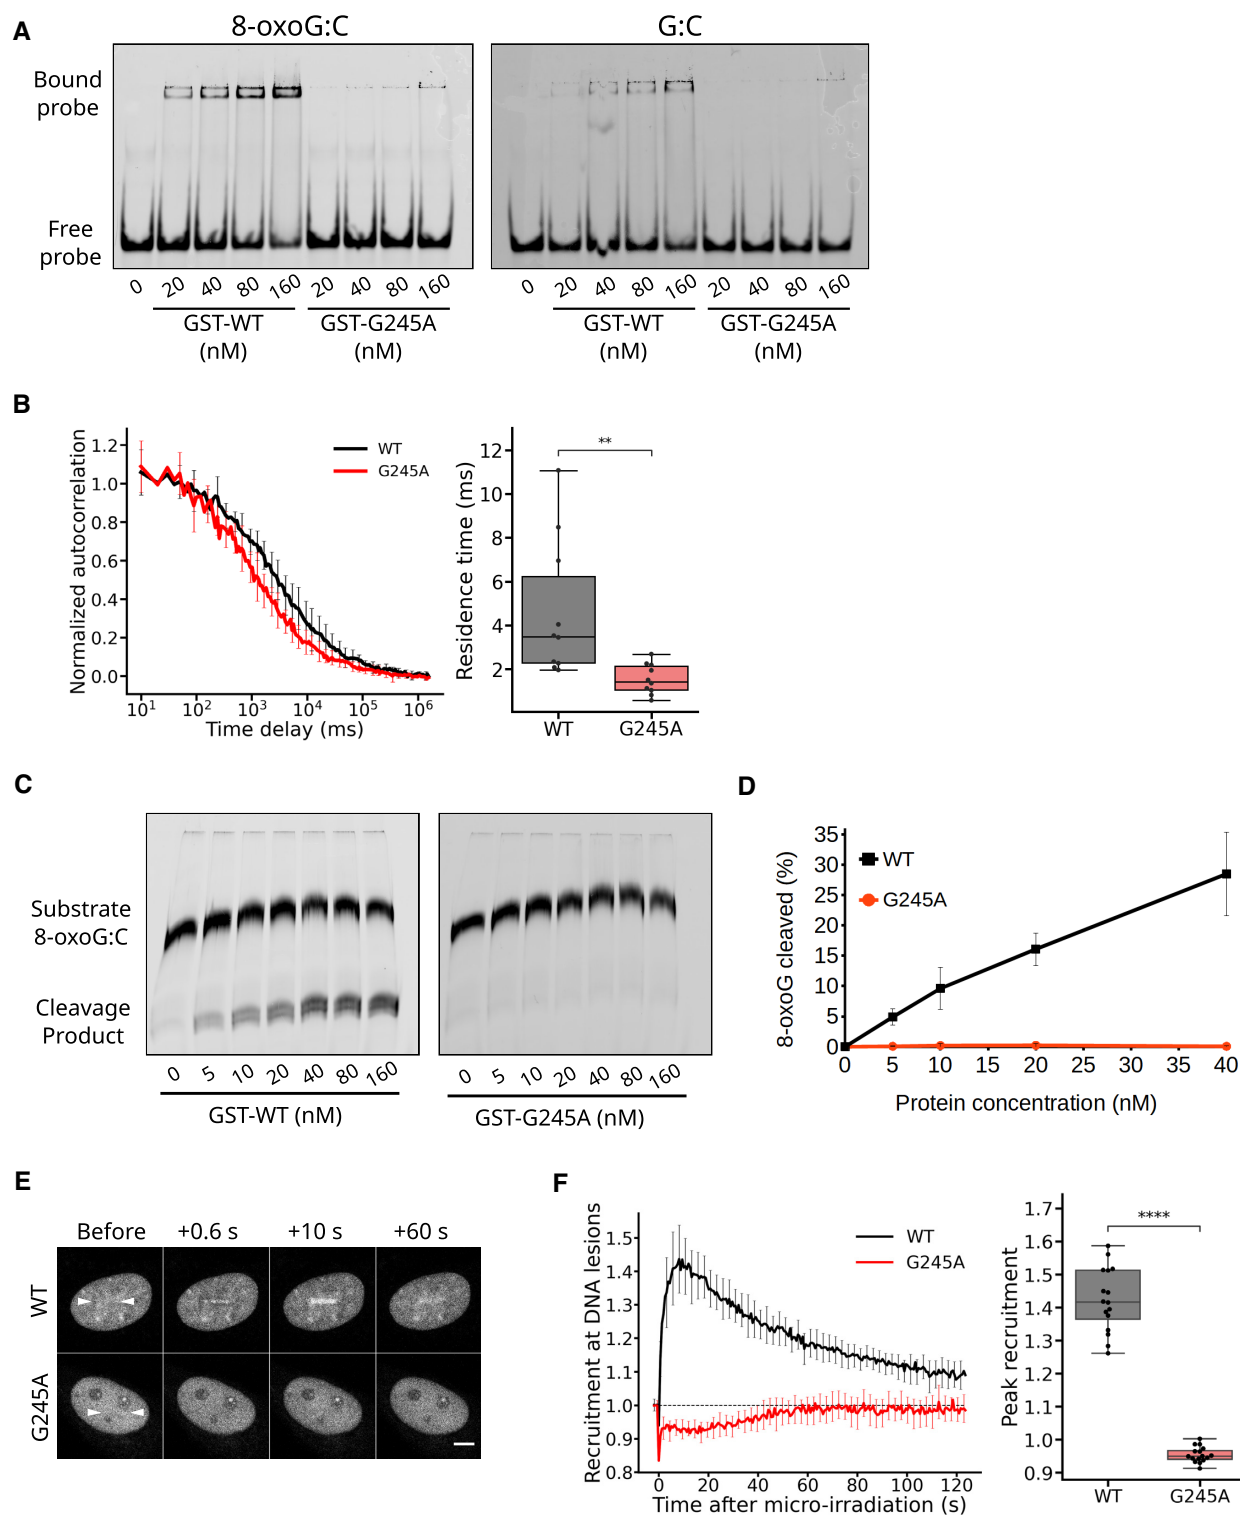 A
8-oxoG:C
G:C
Bound
probe
Free
probe
0 20 40 80 160 20 40 80 160
0 20 40 80 160 20 40 80 160
GST-WT
(nM)
GST-G245A
(nM)
GST-WT
(nM)
GST-G245A
(nM)
B
Normalized autocorrelation
1.2
1.0
0.8
0.6
0.4
0.2
0.0
WT
G245A
10¹ 10² 10³ 10⁴ 10⁵ 10⁶
Time delay (ms)
Residence time (ms)
12
10
8
6
4
2
**
WT G245A
C
Substrate
8-oxoG:C
Cleavage
Product
0 5 10 20 40 80 160
GST-WT (nM)
0 5 10 20 40 80 160
GST-G245A (nM)
D
8-oxoG cleaved (%)
35
30
25
20
15
10
5
0
WT
G245A
0 5 10 15 20 25 30 35 40
Protein concentration (nM)
E
Before +0.6 s +10 s +60 s
WT
G245A
F
Recruitment at DNA lesions
1.5
1.4
1.3
1.2
1.1
1.0
0.9
0.8
WT
G245A
0 20 40 60 80 100 120
Time after micro-irradiation (s)
Peak recruitment
1.7
1.6
1.5
1.4
1.3
1.2
1.1
1.0
0.9
****
WT G245A